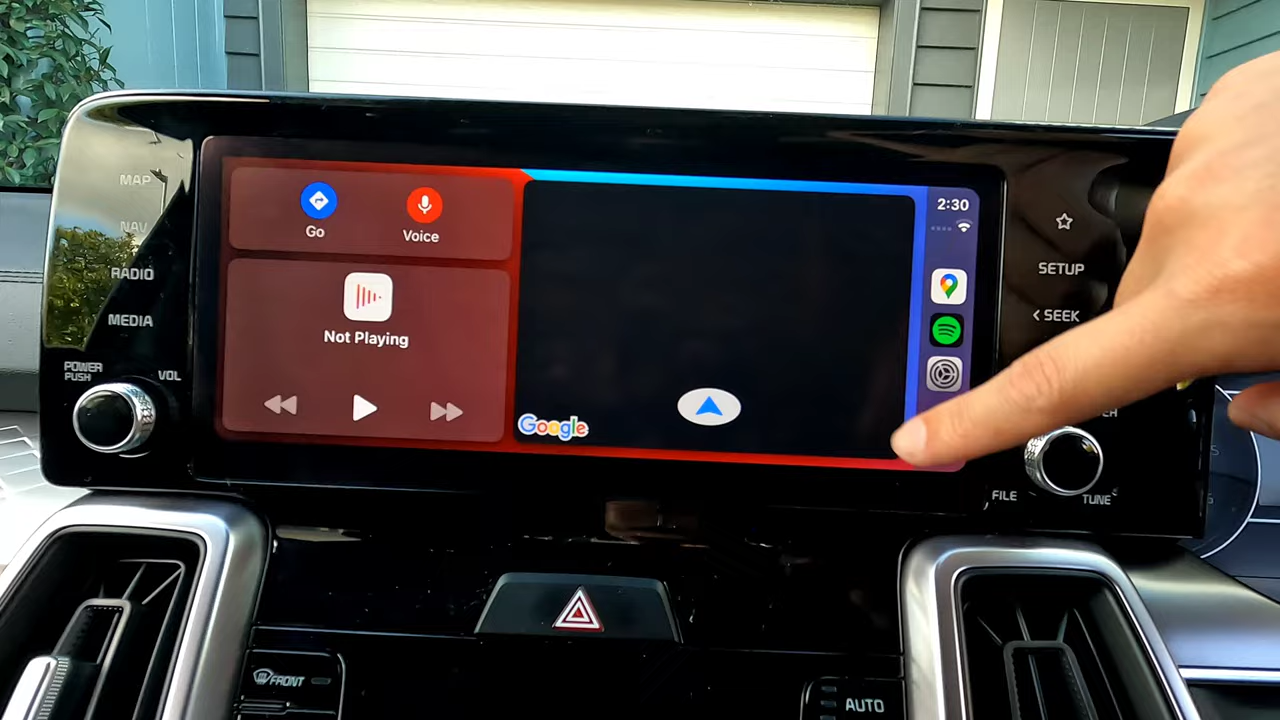 MAP
NAV
RADIO
MEDIA
POWER
PUSH
VOL
Go
Voice
Not Playing
Google
2:30
SETUP
SEEK
FILE
TUNE
FRONT
AUTO